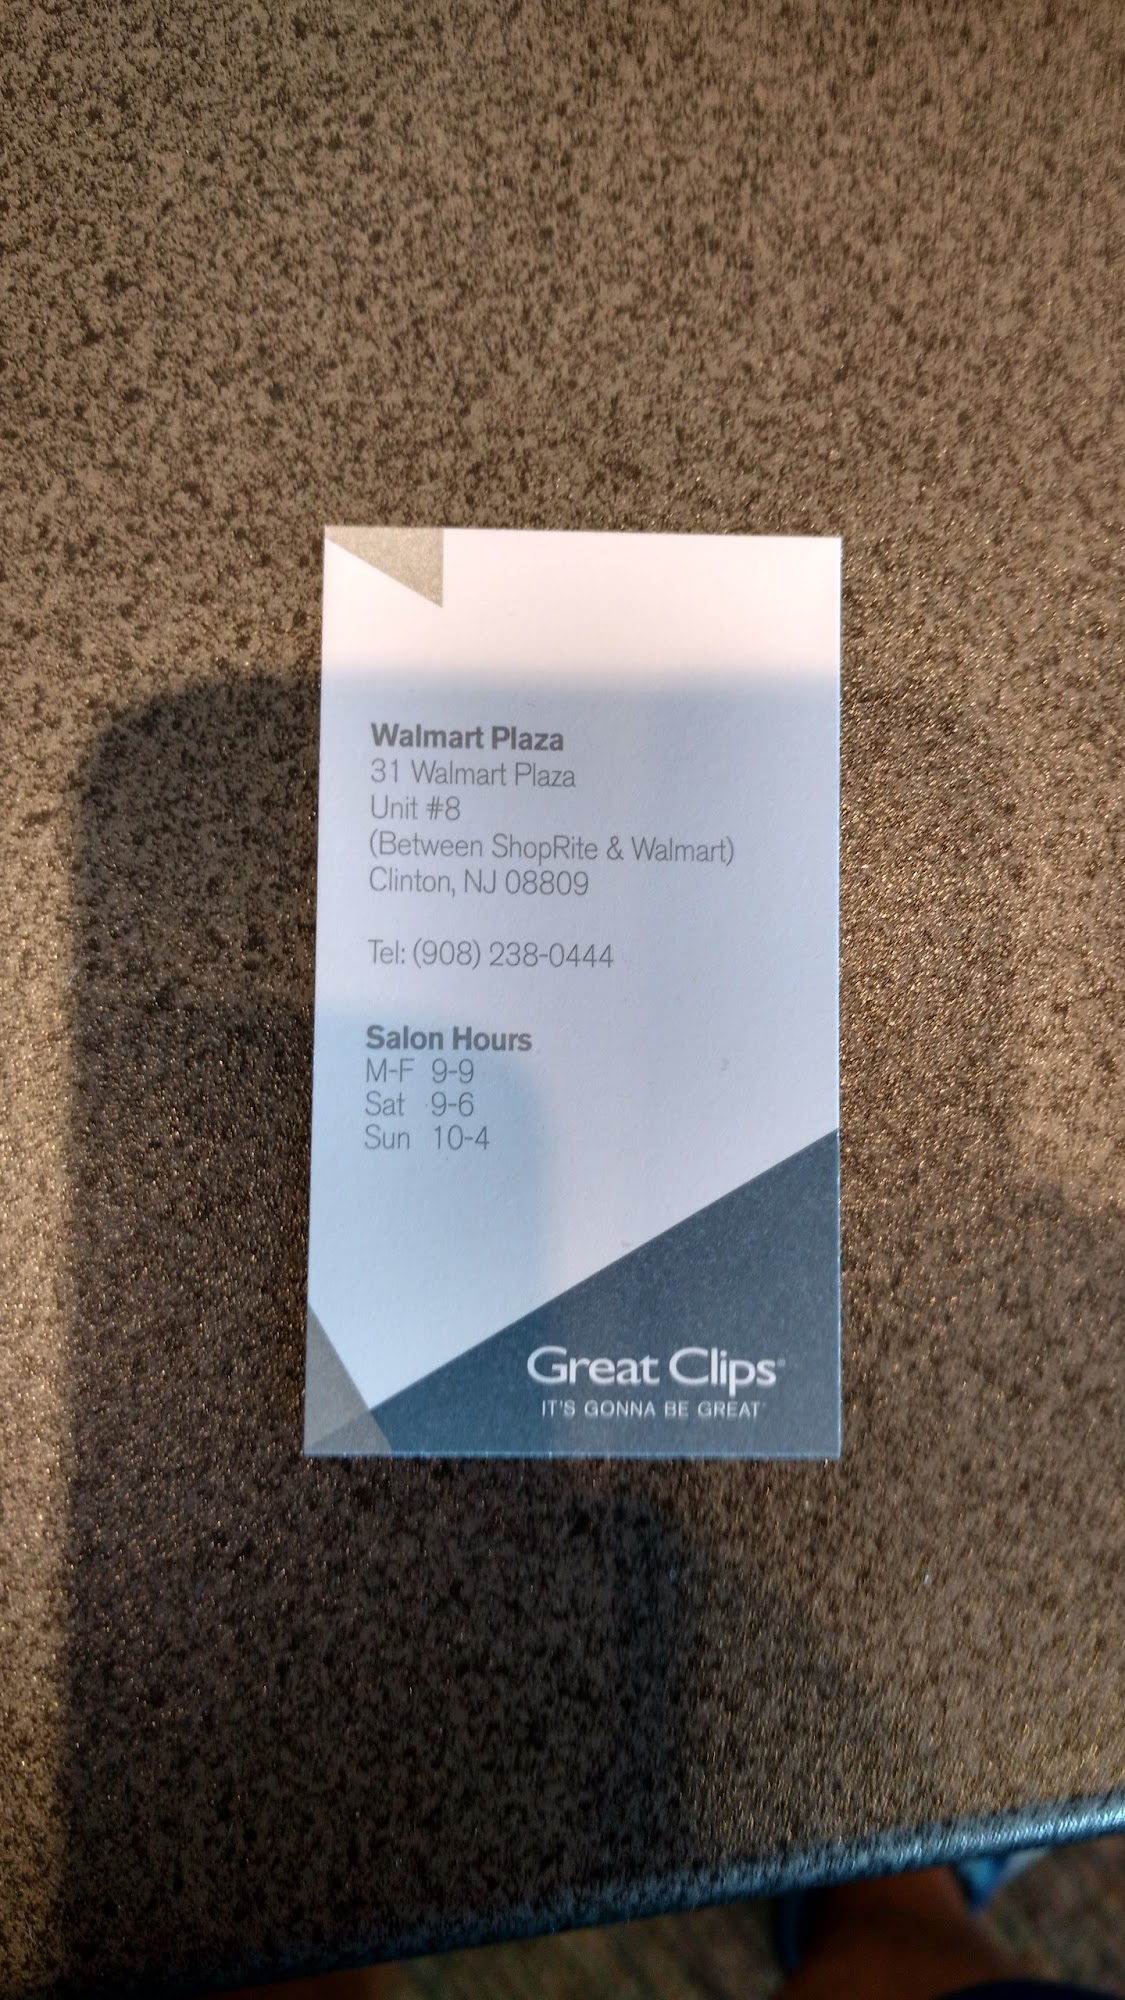 Walmart Plaza
31 Walmart Plaza
Unit #8
(Between ShopRite & Walmart)
Clinton, NJ 08809
Tel: (908) 238-0444
Salon Hours
M-F 9-9
Sat 9-6
Sun 10-4
Great Clips®
IT'S GONNA BE GREAT